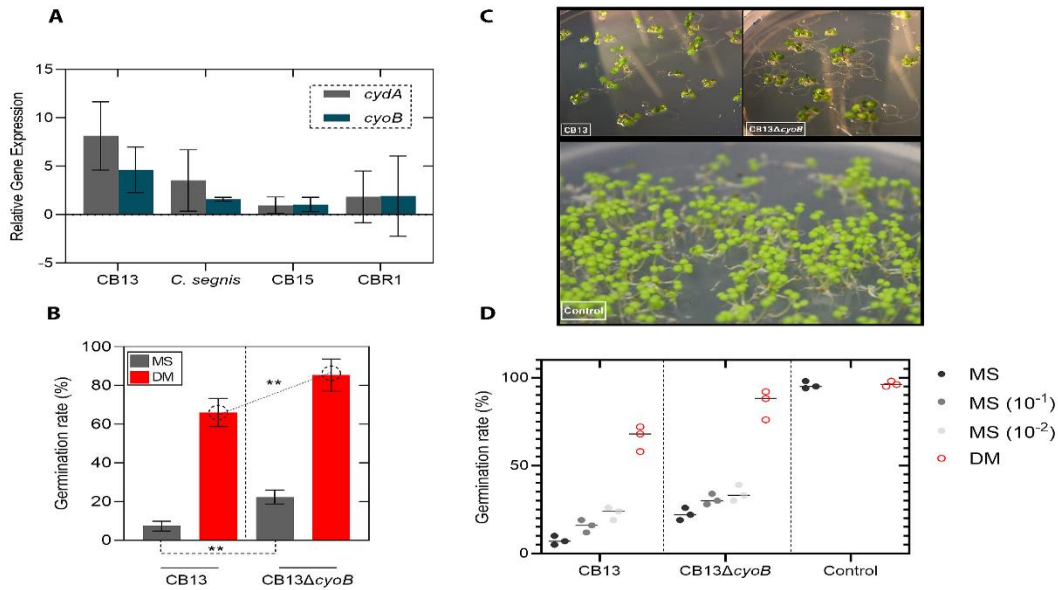 A
Relative Gene Expression
15
10
5
0
−5
cydA
cyoB
CB13
C. segnis
CB15
CBR1
B
Germination rate (%)
100
80
60
40
20
0
MS
DM
**
**
CB13
CB13ΔcyoB
C
CB13
CB13ΔcyoB
Control
D
Germination rate (%)
100
50
0
CB13
CB13ΔcyoB
Control
MS
MS (10⁻¹)
MS (10⁻²)
DM